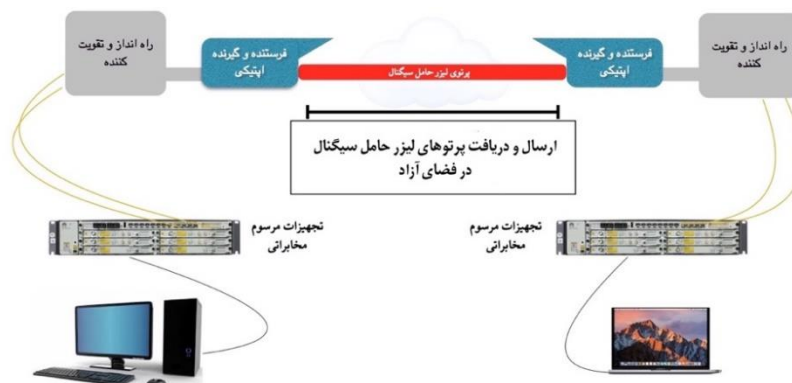 راه انداز و تقویت
کننده
فرستنده و گیرنده
اپتیکی
پرتوی لیزر حامل سیگنال
فرستنده و گیرنده
اپتیکی
راه انداز و تقویت
کننده
ارسال و دریافت پرتوهای لیزر حامل سیگنال
در فضای آزاد
تجهیزات مرسوم
مخابراتی
تجهیزات مرسوم
مخابراتی